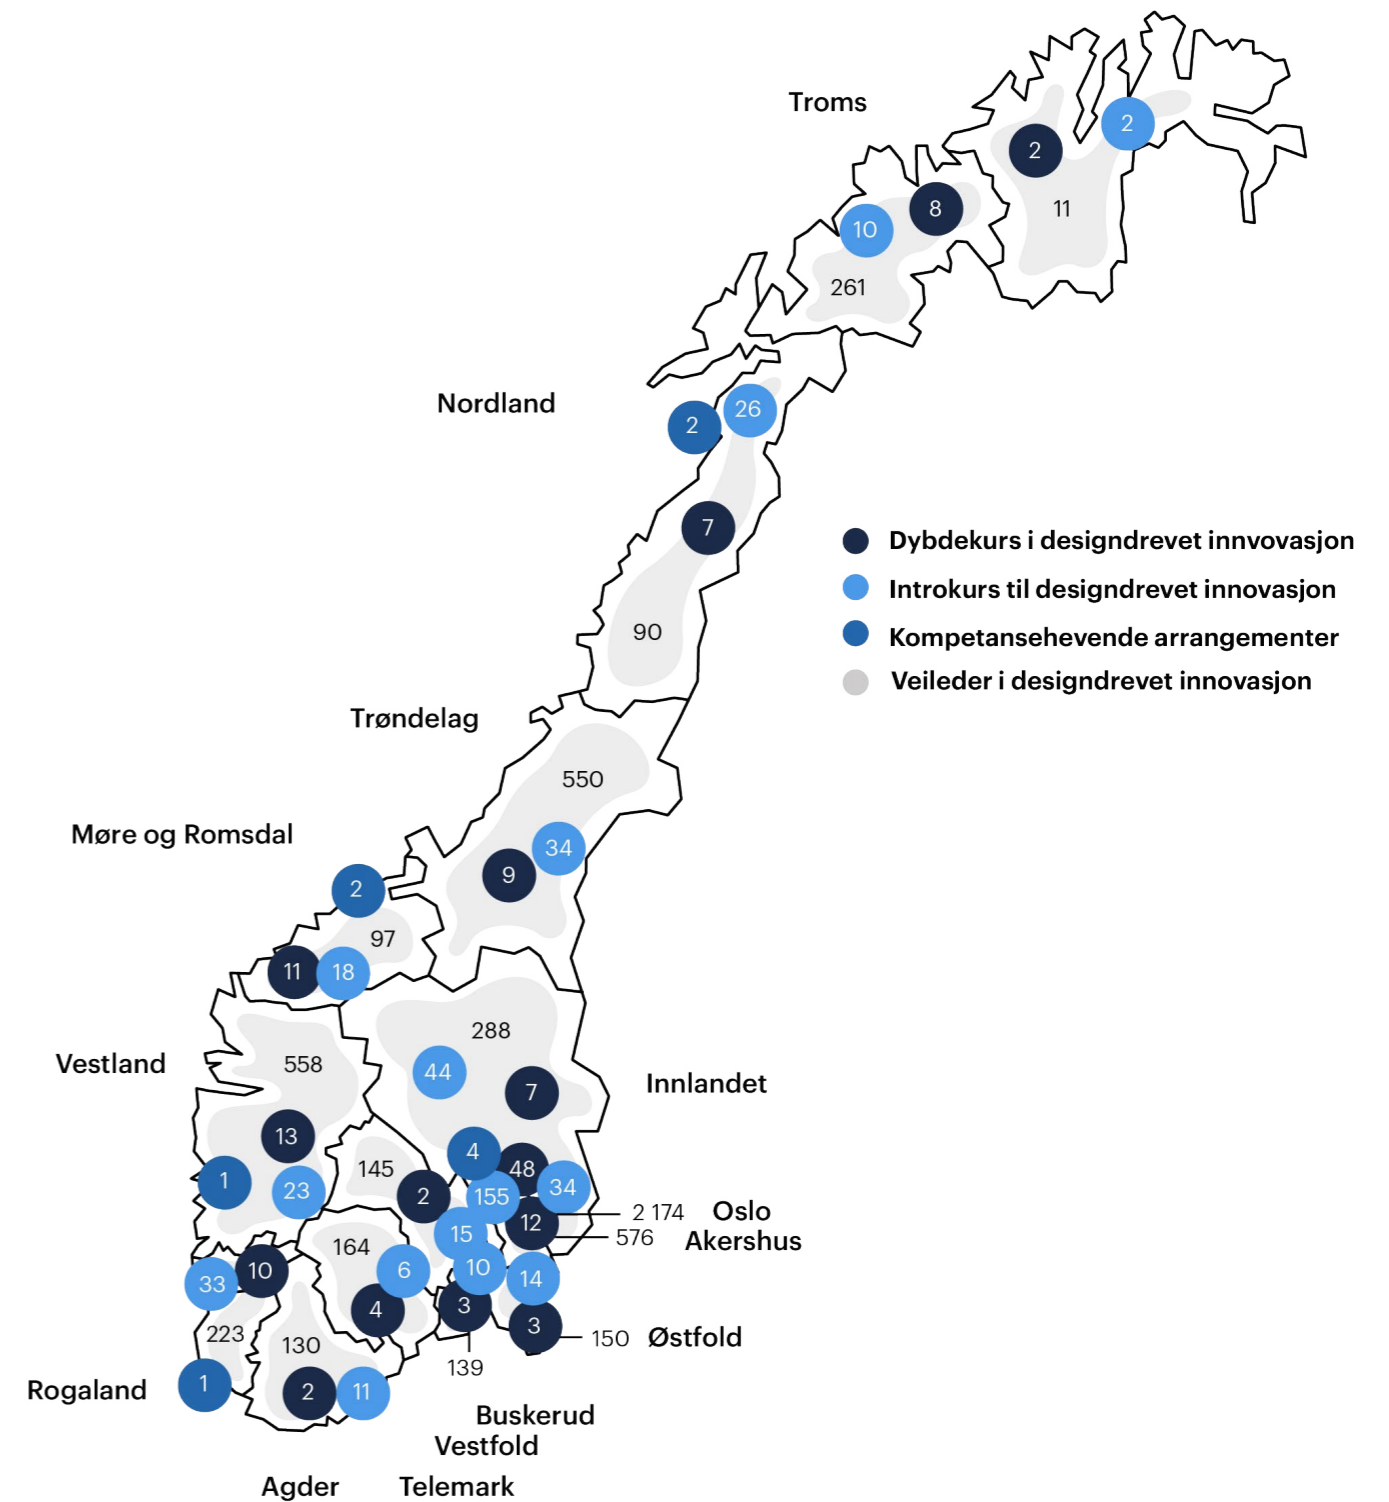 Troms
2
2
8
11
10
261
Nordland
26
2
7
Dybdekurs i designdrevet innvovasjon
Introkurs til designdrevet innovasjon
Kompetansehevende arrangementer
Veileder i designdrevet innovasjon
90
Trøndelag
550
Møre og Romsdal
34
9
2
97
11
18
288
Vestland
558
44
7
Innlandet
13
4
48
145
1
23
2
155
34
2 174 Oslo
12
576 Akershus
15
164
33
10
6
10
14
4
3
3
223
130
150 Østfold
139
1
2
11
Rogaland
Buskerud
Vestfold
Agder
Telemark